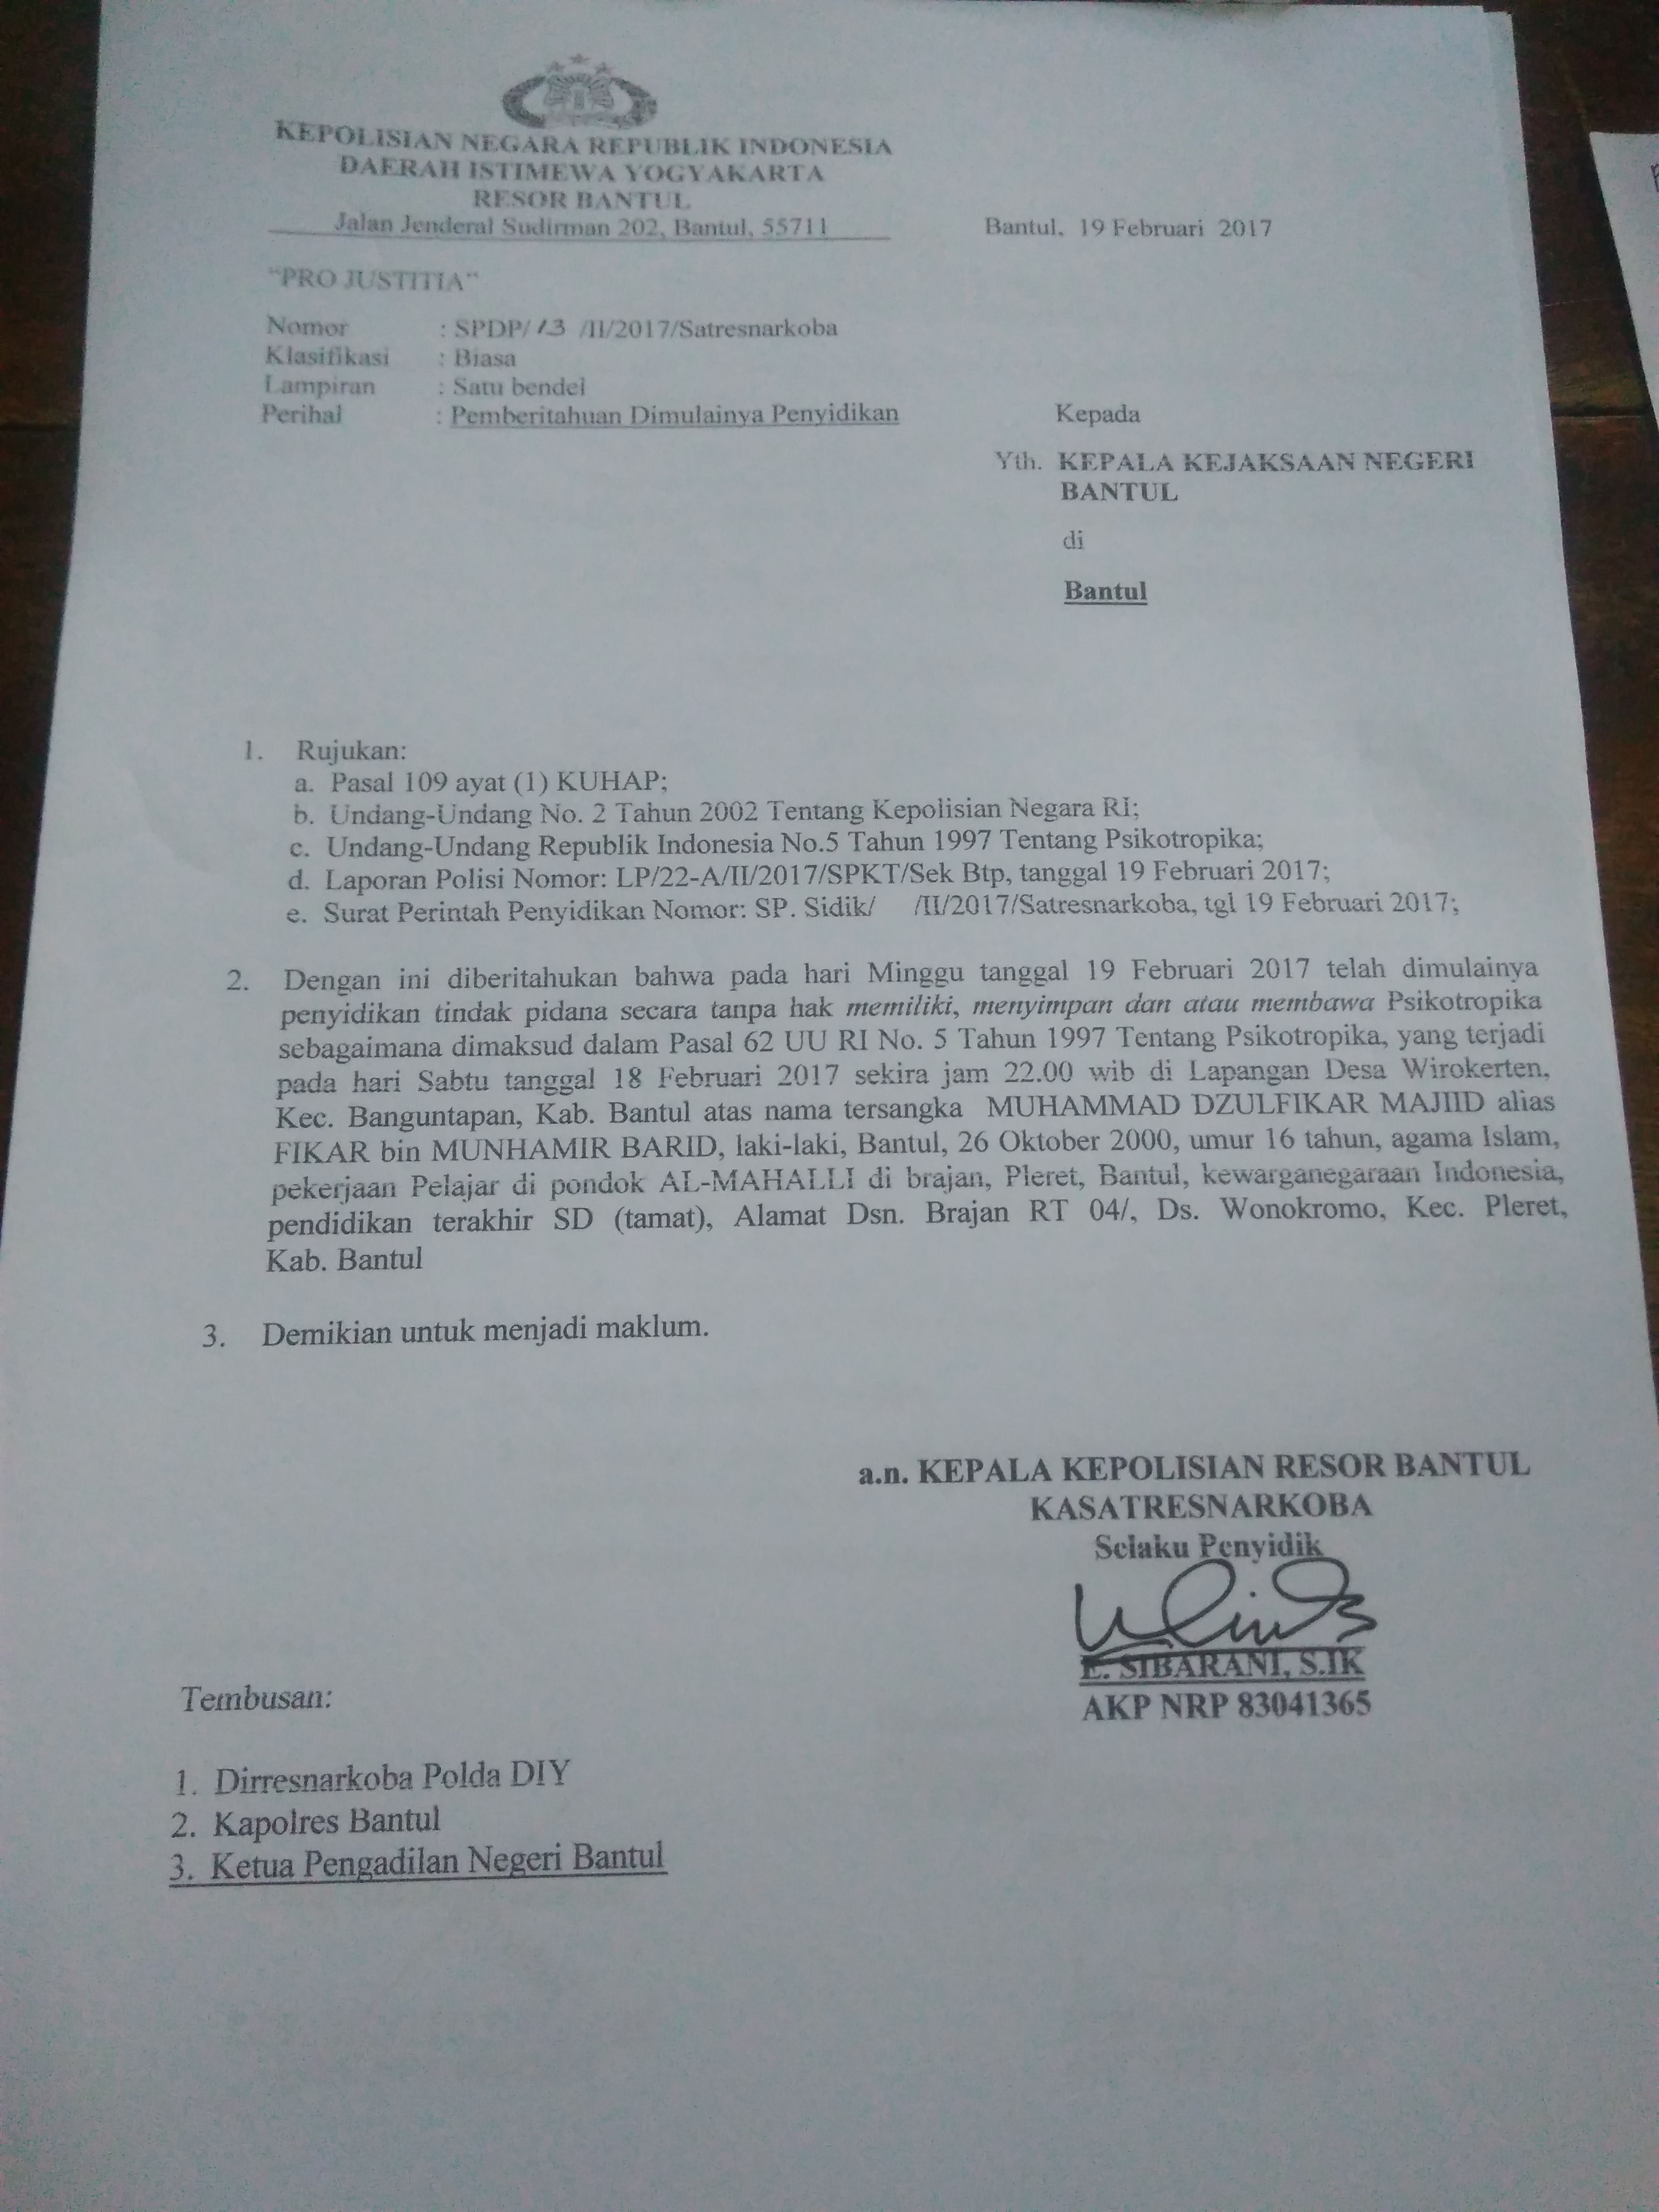 KEPOLISIAN NEGARA REPUBLIK INDONESIA
DAERAH ISTIMEWA YOGYAKARTA
RESOR BANTUL
Jalan Jenderal Sudirman 202, Bantul, 55711
Bantul, 19 Februari 2017
"PRO JUSTITIA"
Nomor : SPDP/13 /II/2017/Satresnarkoba
Klasifikasi : Biasa
Lampiran : Satu bendel
Perihal : Pemberitahuan Dimulainya Penyidikan
Kepada
Yth. KEPALA KEJAKSAAN NEGERI
BANTUL
di
Bantul
1. Rujukan:
a. Pasal 109 ayat (1) KUHAP;
b. Undang-Undang No. 2 Tahun 2002 Tentang Kepolisian Negara RI;
c. Undang-Undang Republik Indonesia No.5 Tahun 1997 Tentang Psikotropika;
d. Laporan Polisi Nomor: LP/22-A/II/2017/SPKT/Sek Btp, tanggal 19 Februari 2017;
e. Surat Perintah Penyidikan Nomor: SP. Sidik/ /II/2017/Satresnarkoba, tgl 19 Februari 2017;
2. Dengan ini diberitahukan bahwa pada hari Minggu tanggal 19 Februari 2017 telah dimulainya
penyidikan tindak pidana secara tanpa hak memiliki, menyimpan dan atau membawa Psikotropika
sebagaimana dimaksud dalam Pasal 62 UU RI No. 5 Tahun 1997 Tentang Psikotropika, yang terjadi
pada hari Sabtu tanggal 18 Februari 2017 sekira jam 22.00 wib di Lapangan Desa Wirokerten,
Kec. Banguntapan, Kab. Bantul atas nama tersangka MUHAMMAD DZULFIKAR MAJIID alias
FIKAR bin MUNHAMIR BARID, laki-laki, Bantul, 26 Oktober 2000, umur 16 tahun, agama Islam,
pekerjaan Pelajar di pondok AL-MAHALLI di brajan, Pleret, Bantul, kewarganegaraan Indonesia,
pendidikan terakhir SD (tamat), Alamat Dsn. Brajan RT 04/, Ds. Wonokromo, Kec. Pleret,
Kab. Bantul
3. Demikian untuk menjadi maklum.
a.n. KEPALA KEPOLISIAN RESOR BANTUL
KASATRESNARKOBA
Selaku Penyidik
E. SIBARANI, S.IK
AKP NRP 83041365
Tembusan:
1. Dirresnarkoba Polda DIY
2. Kapolres Bantul
3. Ketua Pengadilan Negeri Bantul